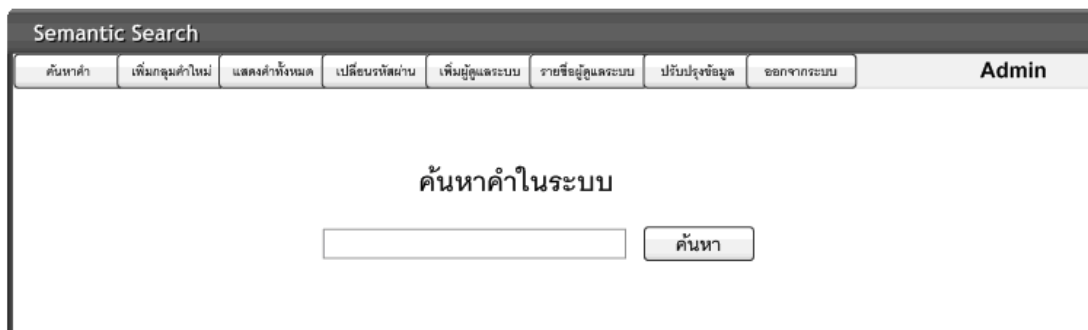 Semantic Search
ค้นหาคำ เพิ่มกลุ่มคำใหม่ แสดงคำทั้งหมด เปลี่ยนรหัสผ่าน เพิ่มผู้ดูแลระบบ รายชื่อผู้ดูแลระบบ ปรับปรุงข้อมูล ออกจากระบบ Admin
ค้นหาคำในระบบ
ค้นหา